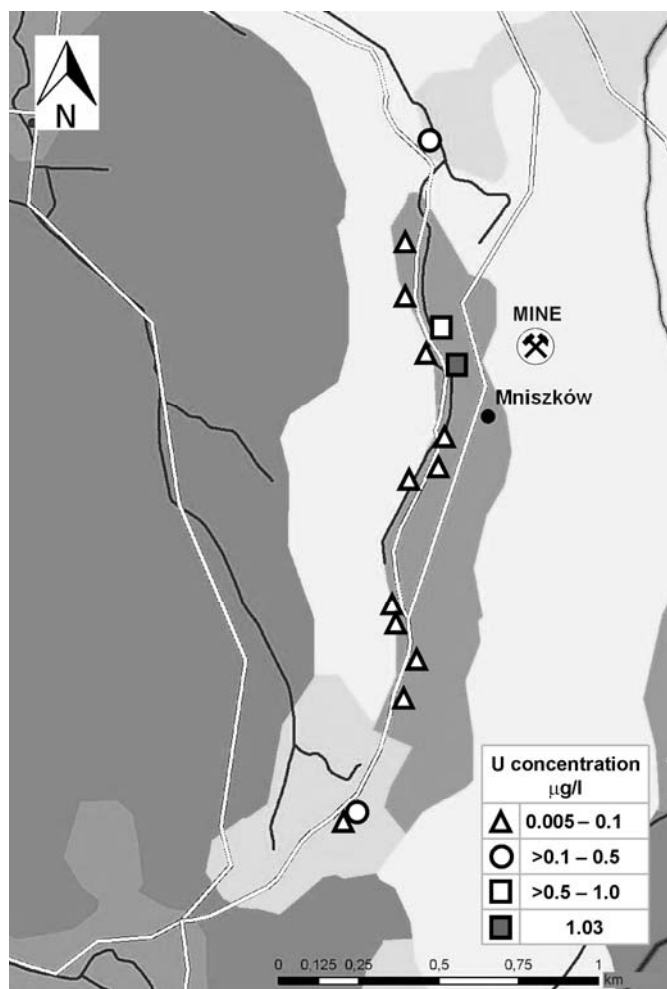 N
MINE
Mniszków
U concentration
μg/l
0.005 – 0.1
>0.1 – 0.5
>0.5 – 1.0
1.03
0 0,125 0,25 0,5 0,75 1
km